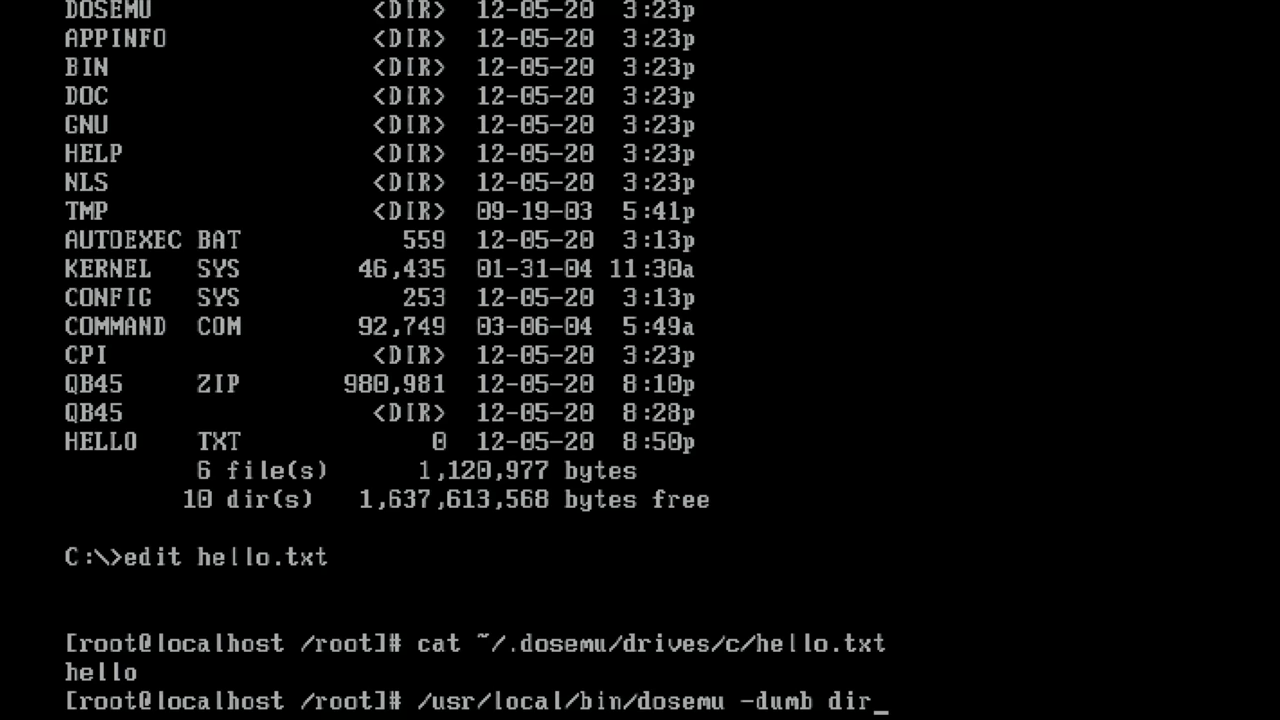 DOSEMU <DIR> 12-05-20 3:23p
APPINFO <DIR> 12-05-20 3:23p
BIN <DIR> 12-05-20 3:23p
DOC <DIR> 12-05-20 3:23p
GNU <DIR> 12-05-20 3:23p
HELP <DIR> 12-05-20 3:23p
NLS <DIR> 12-05-20 3:23p
TMP <DIR> 09-19-03 5:41p
AUTOEXEC BAT 559 12-05-20 3:13p
KERNEL SYS 46,435 01-31-04 11:30a
CONFIG SYS 253 12-05-20 3:13p
COMMAND COM 92,749 03-06-04 5:49a
CPI <DIR> 12-05-20 3:23p
QB45 ZIP 980,981 12-05-20 8:10p
QB45 <DIR> 12-05-20 8:28p
HELLO TXT 0 12-05-20 8:50p
6 file(s) 1,120,977 bytes
10 dir(s) 1,637,613,568 bytes free
C:\>edit hello.txt
[root@localhost /root]# cat ~/.dosemu/drives/c/hello.txt
hello
[root@localhost /root]# /usr/local/bin/dosemu -dumb dir_